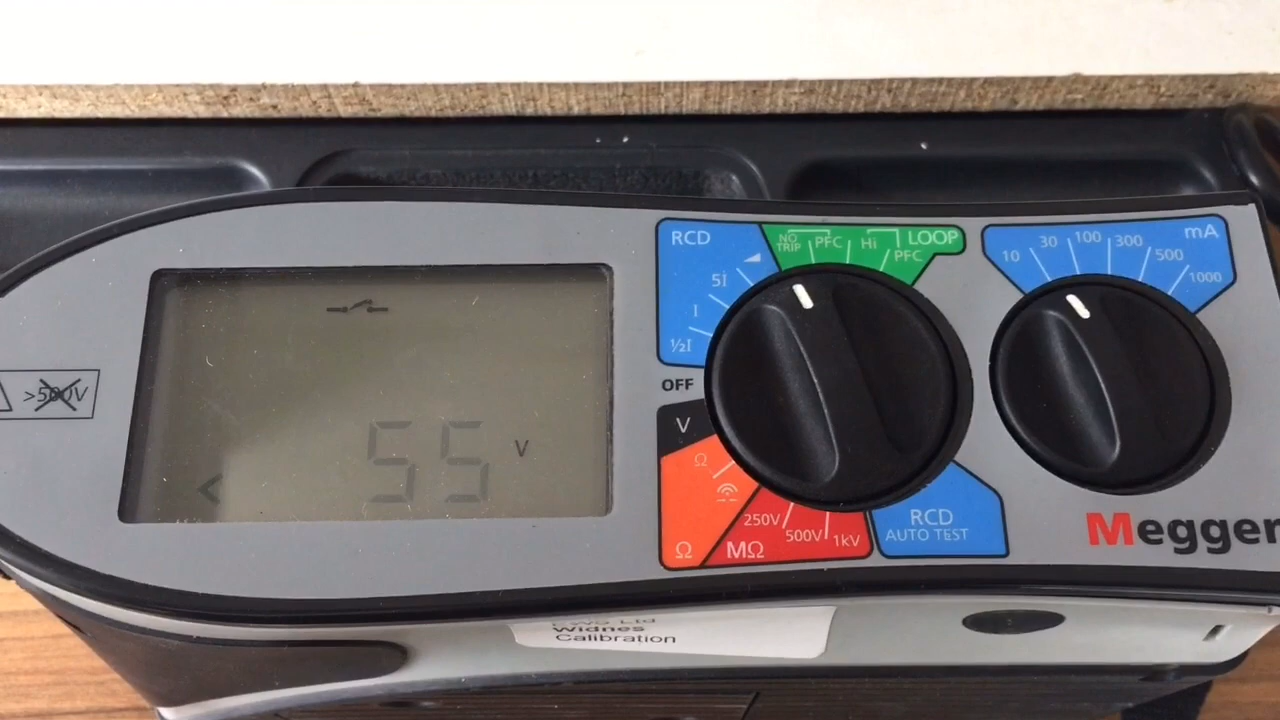 >500V
< 55 V
RCD
5I
I
½I
NO TRIP
PFC
Hi
LOOP
PFC
OFF
V
Ω
Ω
MΩ
250V
500V
1kV
RCD
AUTO TEST
10
30
100
300
500
1000
mA
Megger
Widnes
Calibration